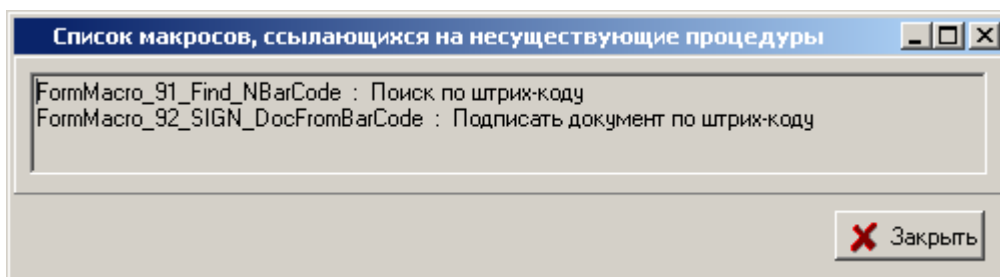 Список макросов, ссылающихся на несуществующие процедуры
FormMacro_91_Find_NBarCode : Поиск по штрих-коду
FormMacro_92_SIGN_DocFromBarCode : Подписать документ по штрих-коду
Закрыть